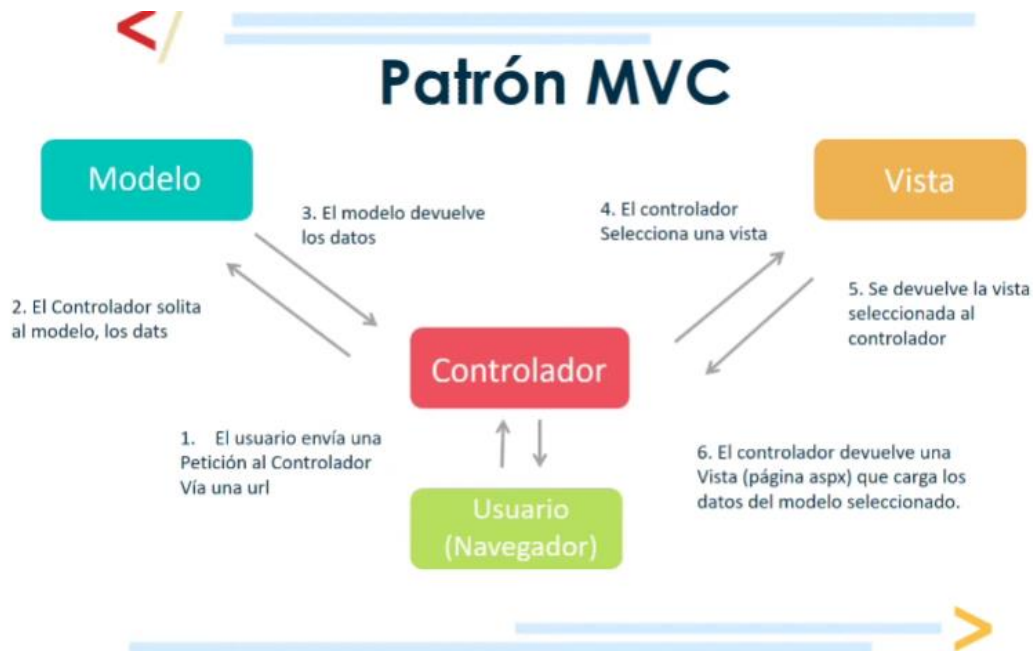 </
Patrón MVC
Modelo
Vista
3. El modelo devuelve
los datos
4. El controlador
Selecciona una vista
2. El Controlador solita
al modelo, los dats
5. Se devuelve la vista
seleccionada al
controlador
Controlador
1. El usuario envía una
Petición al Controlador
Vía una url
6. El controlador devuelve una
Vista (página aspx) que carga los
datos del modelo seleccionado.
Usuario
(Navegador)
>